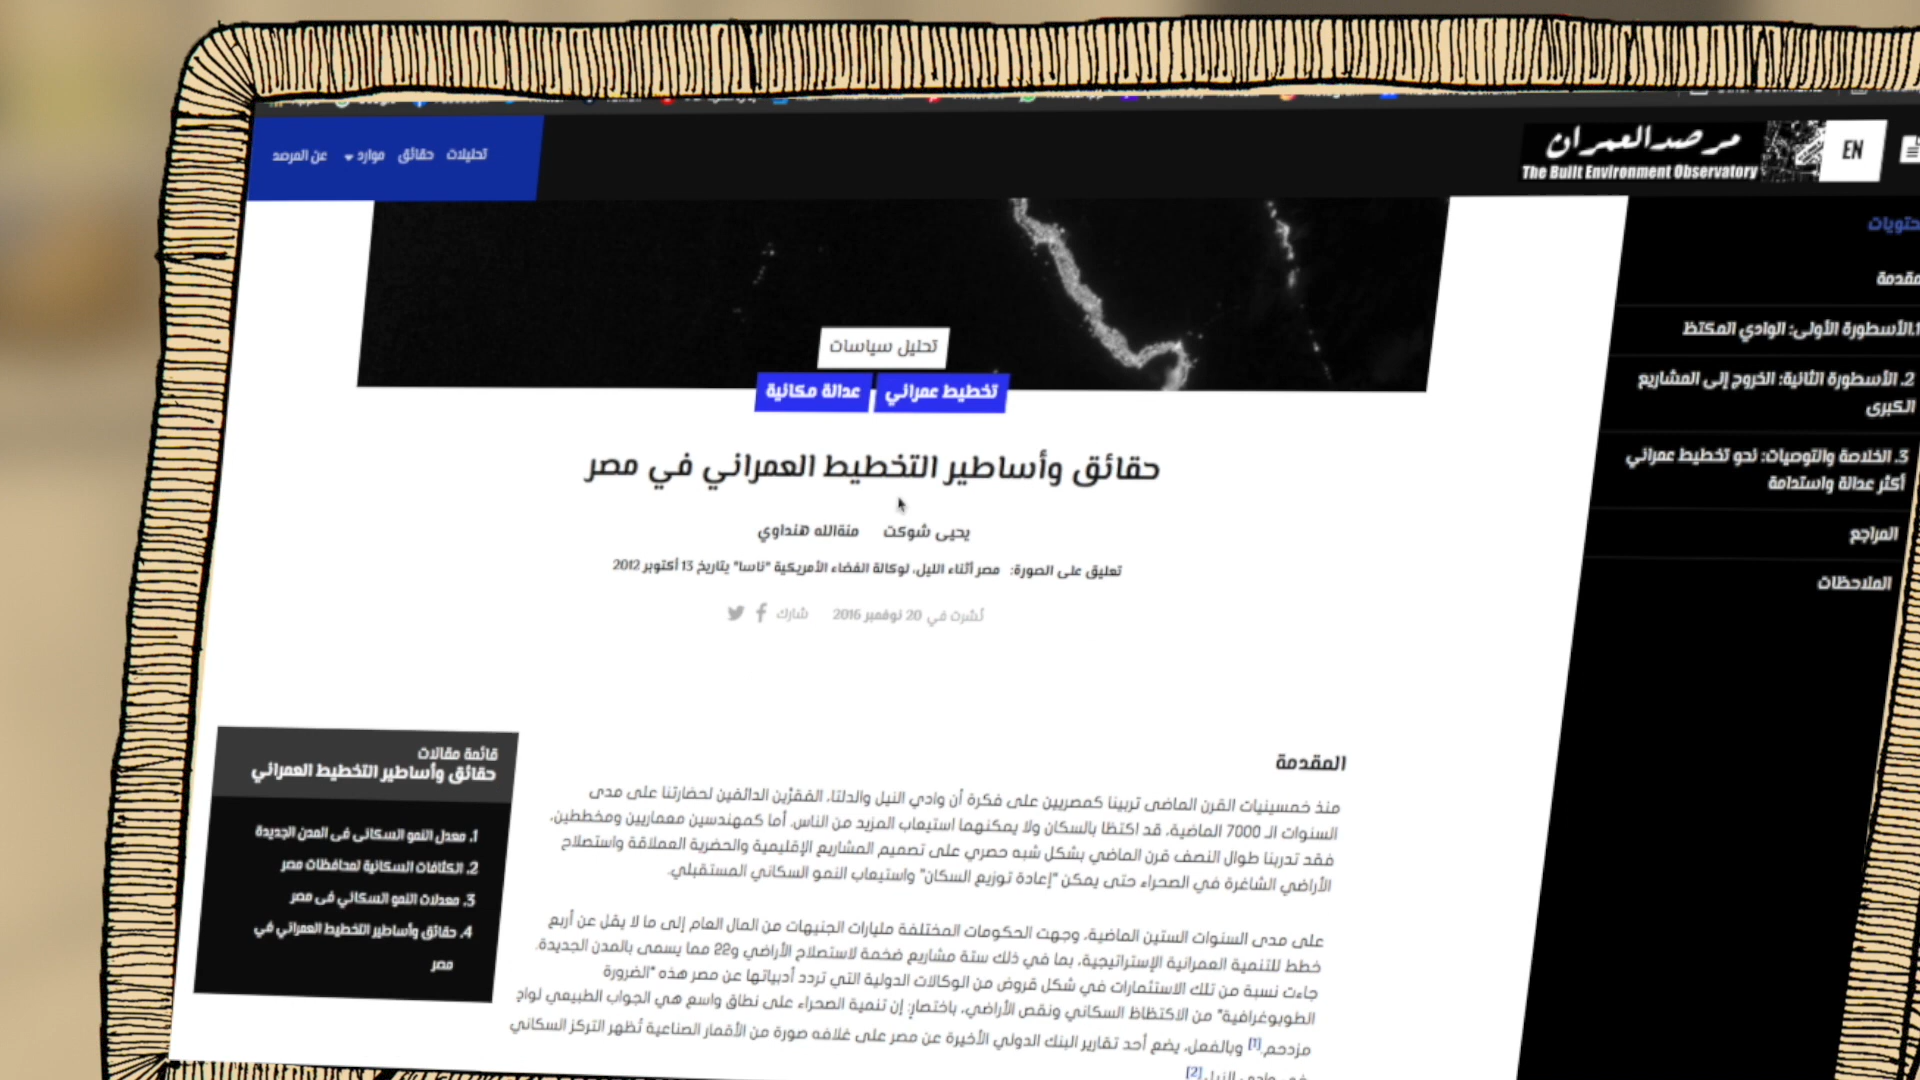 مرصد العمران
The Built Environment Observatory
EN
تحليلات حقائق موارد عن المرصد
تحليل سياسات
تخطيط عمراني
عدالة مكانية
حقائق وأساطير التخطيط العمراني في مصر
يحيى شوكت منةالله هنداوي
تعليق على الصورة: مصر أثناء الليل، لوكالة الفضاء الأمريكية "ناسا" بتاريخ 13 أكتوبر 2012
نُشرت في 20 نوفمبر 2016 شارك
المقدمة
منذ خمسينيات القرن الماضى تربينا كمصريين على فكرة أن وادي النيل والدلتا، المَقرَّين الدائمين لحضارتنا على مدى
السنوات الـ 7000 الماضية، قد اكتظا بالسكان ولا يمكنهما استيعاب المزيد من الناس. أما كمهندسين معماريين ومخططين،
فقد تدربنا طوال النصف قرن الماضي بشكل شبه حصري على تصميم المشاريع الإقليمية والحضرية العملاقة واستصلاح
الأراضي الشاغرة في الصحراء حتى يمكن "إعادة توزيع السكان" واستيعاب النمو السكاني المستقبلي.
على مدى السنوات الستين الماضية، وجهت الحكومات المختلفة مليارات الجنيهات من المال العام إلى ما لا يقل عن أربع
خطط للتنمية العمرانية الإستراتيجية، بما في ذلك ستة مشاريع ضخمة لاستصلاح الأراضي و22 مما يسمى بالمدن الجديدة.
جاءت نسبة من تلك الاستثمارات في شكل قروض من الوكالات الدولية التي تردد أدبياتها عن مصر هذه "الضرورة
الطوبوغرافية" من الاكتظاظ السكاني ونقص الأراضي، باختصار: إن تنمية الصحراء على نطاق واسع هي الجواب الطبيعي لوادٍ
مزدحم.[1] وبالفعل، يضع أحد تقارير البنك الدولي الأخيرة عن مصر على غلافه صورة من الأقمار الصناعية تُظهر التركز السكاني
في وادي النيل.[2]
قائمة مقالات
حقائق وأساطير التخطيط العمراني
1. معدل النمو السكانى فى المدن الجديدة
2. الكثافات السكانية لمحافظات مصر
3. معدلات النمو السكاني فى مصر
4. حقائق وأساطير التخطيط العمراني في
مصر
1.الأسطورة الأولى: الوادي المكتظ
2. الأسطورة الثانية: الخروج إلى المشاريع
الكبرى
3. الخلاصة والتوصيات: نحو تخطيط عمراني
أكثر عدالة واستدامة
المراجع
الملاحظات